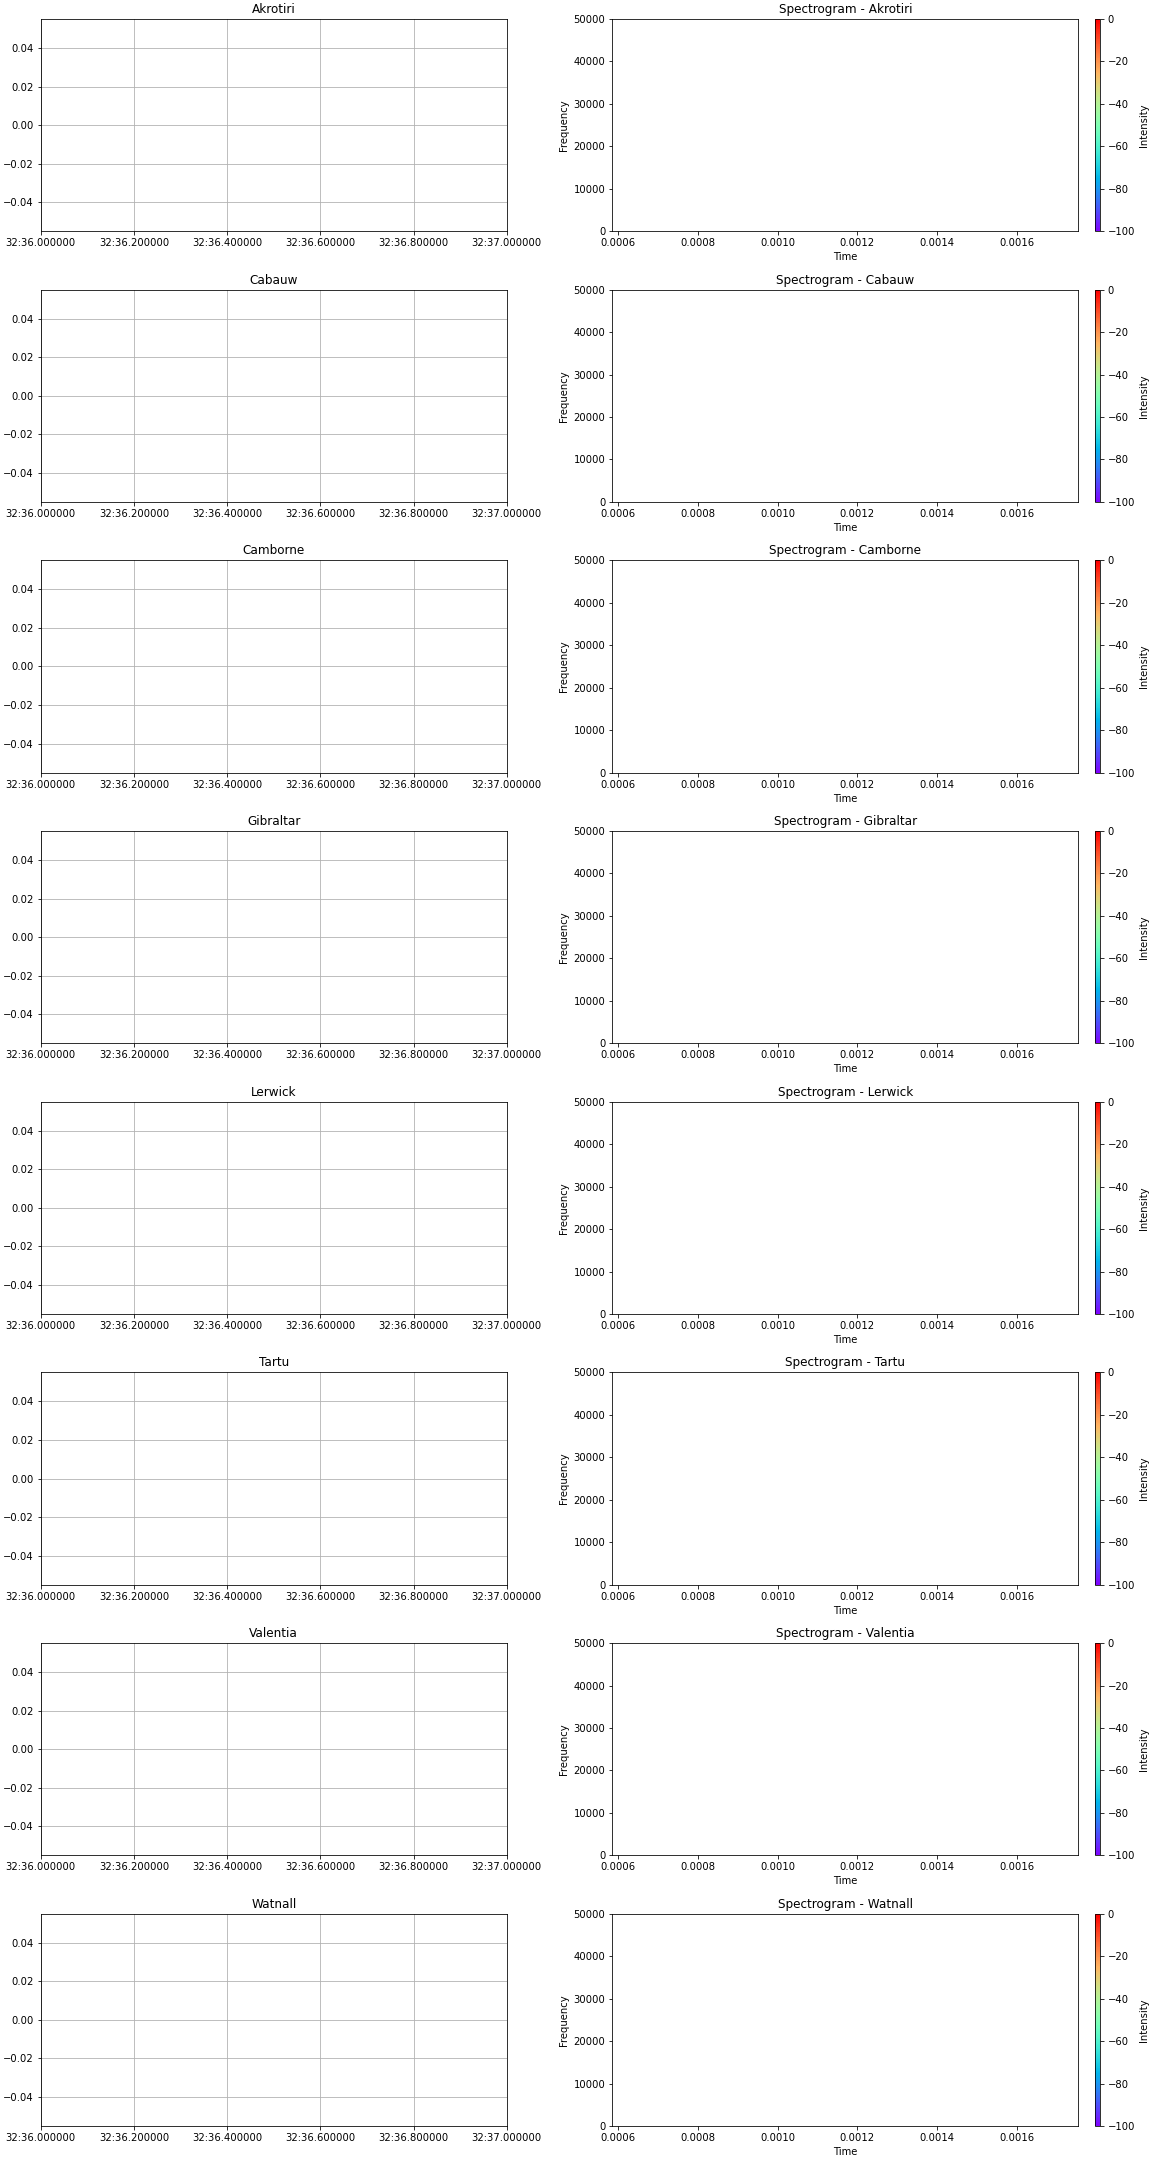 Akrotiri
0.04
0.02
0.00
−0.02
−0.04
32:36.000000 32:36.200000 32:36.400000 32:36.600000 32:36.800000 32:37.000000
Spectrogram - Akrotiri
50000
40000
30000
20000
10000
0
Frequency
0.0006 0.0008 0.0010 0.0012 0.0014 0.0016
Time
0
−20
−40
−60
−80
−100
Intensity
Cabauw
0.04
0.02
0.00
−0.02
−0.04
32:36.000000 32:36.200000 32:36.400000 32:36.600000 32:36.800000 32:37.000000
Spectrogram - Cabauw
50000
40000
30000
20000
10000
0
Frequency
0.0006 0.0008 0.0010 0.0012 0.0014 0.0016
Time
0
−20
−40
−60
−80
−100
Intensity
Camborne
0.04
0.02
0.00
−0.02
−0.04
32:36.000000 32:36.200000 32:36.400000 32:36.600000 32:36.800000 32:37.000000
Spectrogram - Camborne
50000
40000
30000
20000
10000
0
Frequency
0.0006 0.0008 0.0010 0.0012 0.0014 0.0016
Time
0
−20
−40
−60
−80
−100
Intensity
Gibraltar
0.04
0.02
0.00
−0.02
−0.04
32:36.000000 32:36.200000 32:36.400000 32:36.600000 32:36.800000 32:37.000000
Spectrogram - Gibraltar
50000
40000
30000
20000
10000
0
Frequency
0.0006 0.0008 0.0010 0.0012 0.0014 0.0016
Time
0
−20
−40
−60
−80
−100
Intensity
Lerwick
0.04
0.02
0.00
−0.02
−0.04
32:36.000000 32:36.200000 32:36.400000 32:36.600000 32:36.800000 32:37.000000
Spectrogram - Lerwick
50000
40000
30000
20000
10000
0
Frequency
0.0006 0.0008 0.0010 0.0012 0.0014 0.0016
Time
0
−20
−40
−60
−80
−100
Intensity
Tartu
0.04
0.02
0.00
−0.02
−0.04
32:36.000000 32:36.200000 32:36.400000 32:36.600000 32:36.800000 32:37.000000
Spectrogram - Tartu
50000
40000
30000
20000
10000
0
Frequency
0.0006 0.0008 0.0010 0.0012 0.0014 0.0016
Time
0
−20
−40
−60
−80
−100
Intensity
Valentia
0.04
0.02
0.00
−0.02
−0.04
32:36.000000 32:36.200000 32:36.400000 32:36.600000 32:36.800000 32:37.000000
Spectrogram - Valentia
50000
40000
30000
20000
10000
0
Frequency
0.0006 0.0008 0.0010 0.0012 0.0014 0.0016
Time
0
−20
−40
−60
−80
−100
Intensity
Watnall
0.04
0.02
0.00
−0.02
−0.04
32:36.000000 32:36.200000 32:36.400000 32:36.600000 32:36.800000 32:37.000000
Spectrogram - Watnall
50000
40000
30000
20000
10000
0
Frequency
0.0006 0.0008 0.0010 0.0012 0.0014 0.0016
Time
0
−20
−40
−60
−80
−100
Intensity